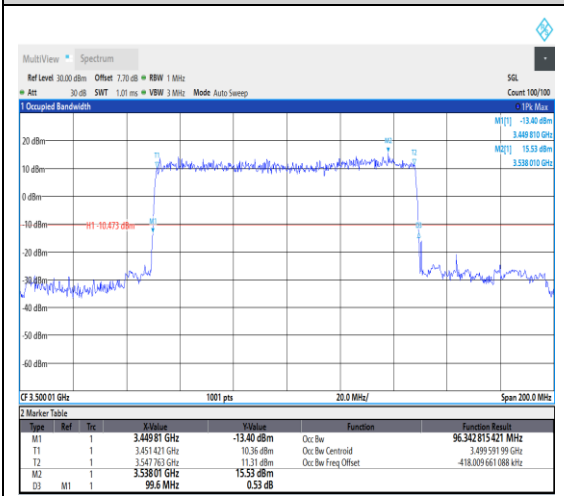 MultiView Spectrum
Ref Level 30.00 dBm Offset 7.70 dB RBW 1 MHz SGL
Att 30 dB SWT 1.01 ms VBW 3 MHz Mode Auto Sweep Count 100/100
1 Occupied Bandwidth 1Pk Max
M1[1] -13.40 dBm
3.449 810 GHz
M2[1] 15.53 dBm
3.538 010 GHz
20 dBm
T1 M2 T2
10 dBm
0 dBm
-10 dBm H1 -10.473 dBm M1 D3
-20 dBm
-30 dBm
-40 dBm
-50 dBm
-60 dBm
CF 3.500 01 GHz 1001 pts 20.0 MHz/ Span 200.0 MHz
2 Marker Table
Type Ref Trc X-Value Y-Value Function Function Result
M1 1 3.449 81 GHz -13.40 dBm Occ Bw 96.342 815 421 MHz
T1 1 3.451 421 GHz 10.36 dBm Occ Bw Centroid 3.499 591 99 GHz
T2 1 3.547 763 GHz 11.31 dBm Occ Bw Freq Offset -418.009 661 088 kHz
M2 1 3.538 01 GHz 15.53 dBm
D3 M1 1 99.6 MHz 0.53 dB